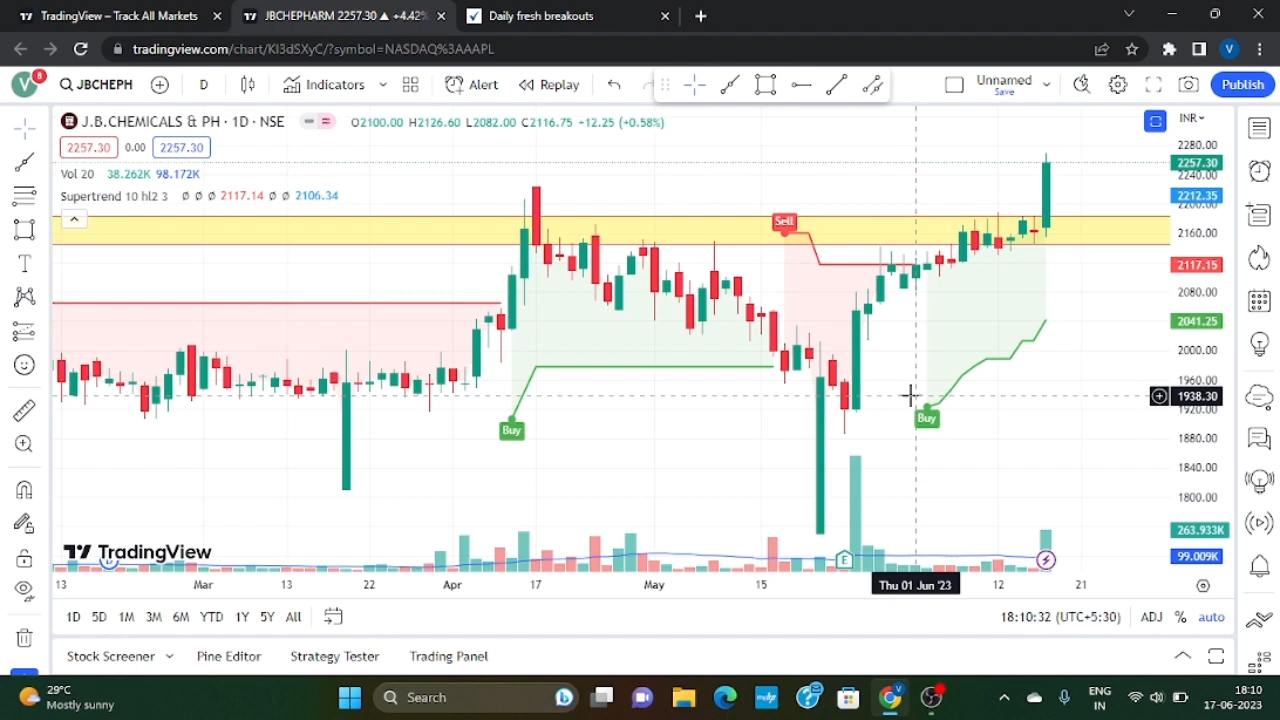 TradingView – Track All Markets
JBCHEPHARM 2257.30 ▲ +4.42%
Daily fresh breakouts
tradingview.com/chart/KI3dSXyC/?symbol=NASDAQ%3AAAPL
V
V
8
JBCHEPH
D
Indicators
Alert
Replay
Unnamed
Save
Publish
J.B.CHEMICALS & PH · 1D · NSE
O2100.00 H2126.60 L2082.00 C2116.75 +12.25 (+0.58%)
INR
2257.30 0.00 2257.30
Vol 20 38.262K 98.172K
Supertrend 10 hl2 3 Ø Ø Ø 2117.14 Ø Ø 2106.34
2280.00
2257.30
2240.00
2212.35
2200.00
2160.00
2117.15
2080.00
2041.25
2000.00
1960.00
1938.30
1920.00
1880.00
1840.00
1800.00
263.933K
99.009K
Sell
Buy
Buy
TradingView
D
E
13 Mar 13 22 Apr 17 May 15 Thu 01 Jun '23 12 21
1D 5D 1M 3M 6M YTD 1Y 5Y All
18:10:32 (UTC+5:30) ADJ % auto
Stock Screener Pine Editor Strategy Tester Trading Panel
29°C
Mostly sunny
Search
ENG
IN
18:10
17-06-2023